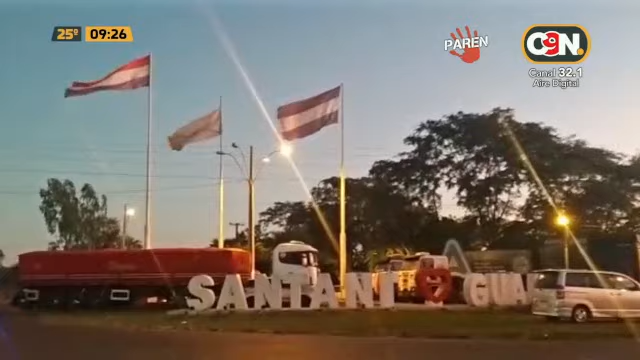 25º 09:26
PAREN
C9N
Canal 32.1
Aire Digital
SANTANI GUA